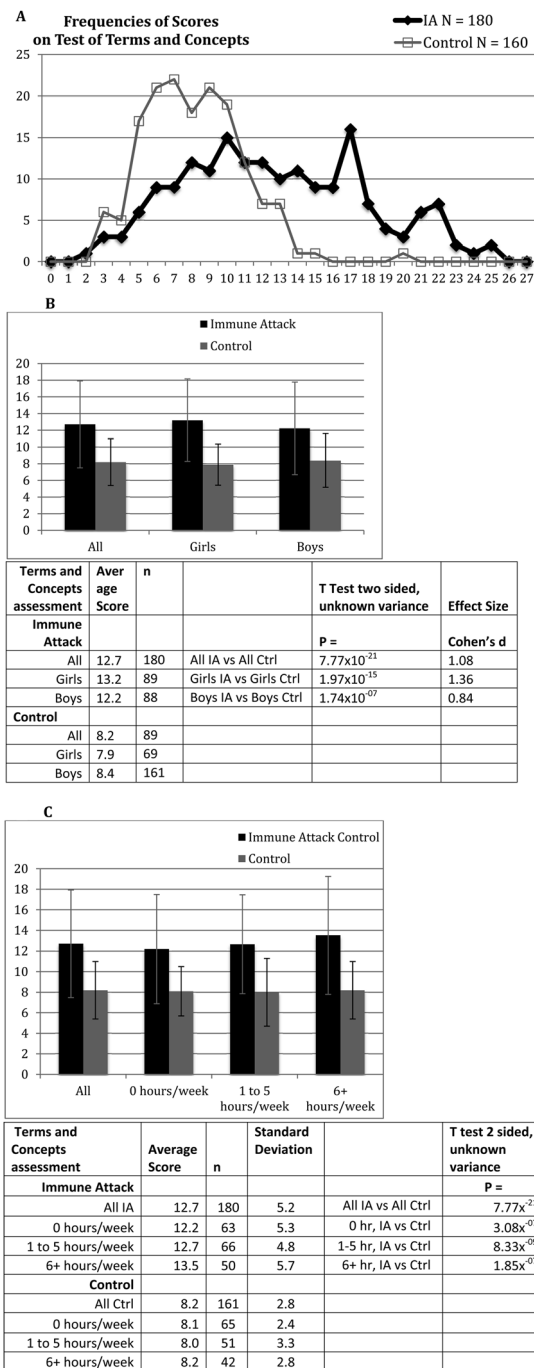 A
Frequencies of Scores
on Test of Terms and Concepts
IA N = 180
Control N = 160
25
20
15
10
5
0
0 1 2 3 4 5 6 7 8 9 10 11 12 13 14 15 16 17 18 19 20 21 22 23 24 25 26 27
B
Immune Attack
Control
20
18
16
14
12
10
8
6
4
2
0
All Girls Boys
Terms and Concepts assessment | Aver age Score | n | | T Test two sided, unknown variance | Effect Size
Immune Attack | | | | P = | Cohen's d
All | 12.7 | 180 | All IA vs All Ctrl | 7.77x10-21 | 1.08
Girls | 13.2 | 89 | Girls IA vs Girls Ctrl | 1.97x10-15 | 1.36
Boys | 12.2 | 88 | Boys IA vs Boys Ctrl | 1.74x10-07 | 0.84
Control
All | 8.2 | 89
Girls | 7.9 | 69
Boys | 8.4 | 161
C
Immune Attack Control
Control
20
18
16
14
12
10
8
6
4
2
0
All 0 hours/week 1 to 5 hours/week 6+ hours/week
Terms and Concepts assessment | Average Score | n | Standard Deviation | | T test 2 sided, unknown variance
Immune Attack | | | | | P =
All IA | 12.7 | 180 | 5.2 | All IA vs All Ctrl | 7.77x
0 hours/week | 12.2 | 63 | 5.3 | 0 hr, IA vs Ctrl | 3.08x
1 to 5 hours/week | 12.7 | 66 | 4.8 | 1-5 hr, IA vs Ctrl | 8.33x
6+ hours/week | 13.5 | 50 | 5.7 | 6+ hr, IA vs Ctrl | 1.85x
Control
All Ctrl | 8.2 | 161 | 2.8
0 hours/week | 8.1 | 65 | 2.4
1 to 5 hours/week | 8.0 | 51 | 3.3
6+ hours/week | 8.2 | 42 | 2.8